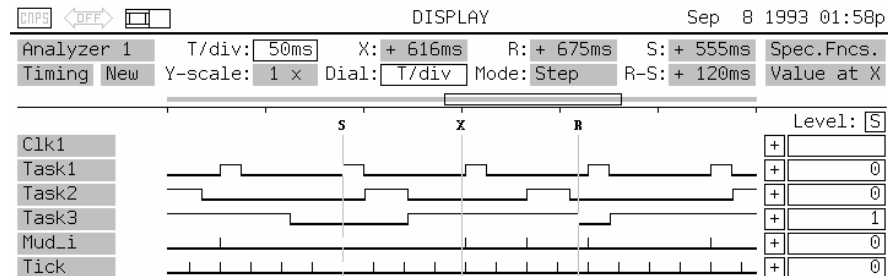 CNPS OFF DISPLAY Sep 8 1993 01:58p
Analyzer 1 T/div: 50ms X: + 616ms R: + 675ms S: + 555ms Spec.Fncs.
Timing New Y-scale: 1 x Dial: T/div Mode: Step R-S: + 120ms Value at X
S X R Level: S
Clk1 +
Task1 + 0
Task2 + 0
Task3 + 1
Mud_i + 0
Tick + 0